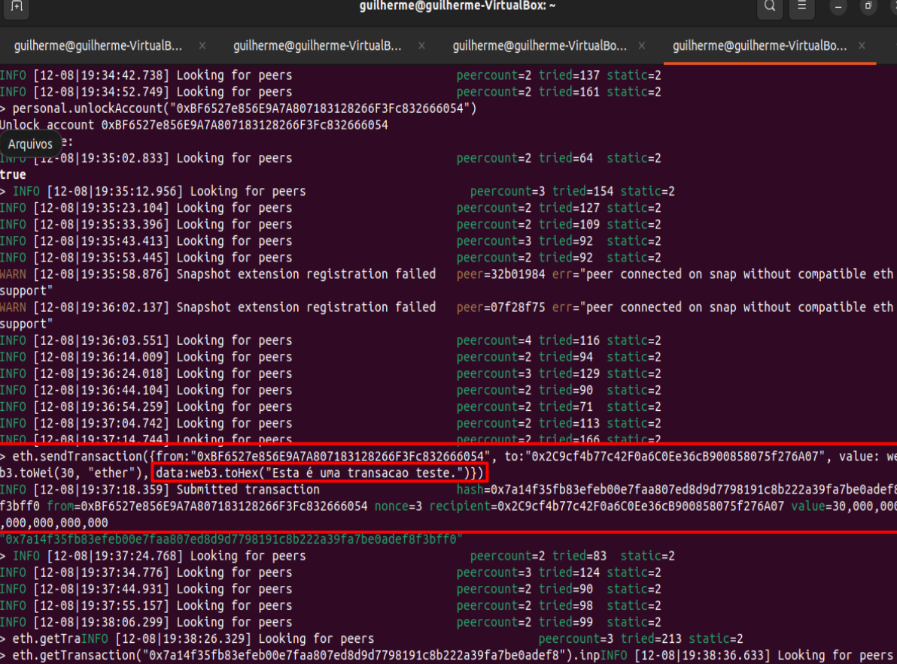 guilherme@guilherme-VirtualBox: ~
guilherme@guilherme-VirtualB... × guilherme@guilherme-VirtualB... × guilherme@guilherme-VirtualBo... × guilherme@guilherme-VirtualBo... ×
INFO [12-08|19:34:42.738] Looking for peers peercount=2 tried=137 static=2
INFO [12-08|19:34:52.749] Looking for peers peercount=2 tried=161 static=2
> personal.unlockAccount("0xBF6527e856E9A7A807183128266F3Fc832666054")
Unlock account 0xBF6527e856E9A7A807183128266F3Fc832666054
Arquivos e:
INFO [12-08|19:35:02.833] Looking for peers peercount=2 tried=64 static=2
true
> INFO [12-08|19:35:12.956] Looking for peers peercount=3 tried=154 static=2
INFO [12-08|19:35:23.104] Looking for peers peercount=2 tried=127 static=2
INFO [12-08|19:35:33.396] Looking for peers peercount=2 tried=109 static=2
INFO [12-08|19:35:43.413] Looking for peers peercount=3 tried=92 static=2
INFO [12-08|19:35:53.445] Looking for peers peercount=2 tried=92 static=2
WARN [12-08|19:35:58.876] Snapshot extension registration failed peer=32b01984 err="peer connected on snap without compatible eth
support"
WARN [12-08|19:36:02.137] Snapshot extension registration failed peer=07f28f75 err="peer connected on snap without compatible eth
support"
INFO [12-08|19:36:03.551] Looking for peers peercount=4 tried=116 static=2
INFO [12-08|19:36:14.009] Looking for peers peercount=2 tried=94 static=2
INFO [12-08|19:36:24.018] Looking for peers peercount=3 tried=129 static=2
INFO [12-08|19:36:44.104] Looking for peers peercount=2 tried=90 static=2
INFO [12-08|19:36:54.259] Looking for peers peercount=2 tried=71 static=2
INFO [12-08|19:37:04.742] Looking for peers peercount=2 tried=113 static=2
INFO [12-08|19:37:14.744] Looking for peers peercount=2 tried=166 static=2
> eth.sendTransaction({from:"0xBF6527e856E9A7A807183128266F3Fc832666054", to:"0x2C9cf4b77c42F0a6C0Ee36cB900858075f276A07", value: we
b3.toWei(30, "ether"), data:web3.toHex("Esta é uma transacao teste.")})
INFO [12-08|19:37:18.359] Submitted transaction hash=0x7a14f35fb83efeb00e7faa807ed8d9d7798191c8b222a39fa7be0adef8
f3bff0 from=0xBF6527e856E9A7A807183128266F3Fc832666054 nonce=3 recipient=0x2C9cf4b77c42F0a6C0Ee36cB900858075f276A07 value=30,000,000
,000,000,000,000
"0x7a14f35fb83efeb00e7faa807ed8d9d7798191c8b222a39fa7be0adef8f3bff0"
> INFO [12-08|19:37:24.768] Looking for peers peercount=2 tried=83 static=2
INFO [12-08|19:37:34.776] Looking for peers peercount=3 tried=124 static=2
INFO [12-08|19:37:44.931] Looking for peers peercount=2 tried=90 static=2
INFO [12-08|19:37:55.157] Looking for peers peercount=2 tried=98 static=2
INFO [12-08|19:38:06.299] Looking for peers peercount=2 tried=99 static=2
> eth.getTraINFO [12-08|19:38:26.329] Looking for peers peercount=3 tried=213 static=2
> eth.getTransaction("0x7a14f35fb83efeb00e7faa807ed8d9d7798191c8b222a39fa7be0adef8").inpINFO [12-08|19:38:36.633] Looking for peers